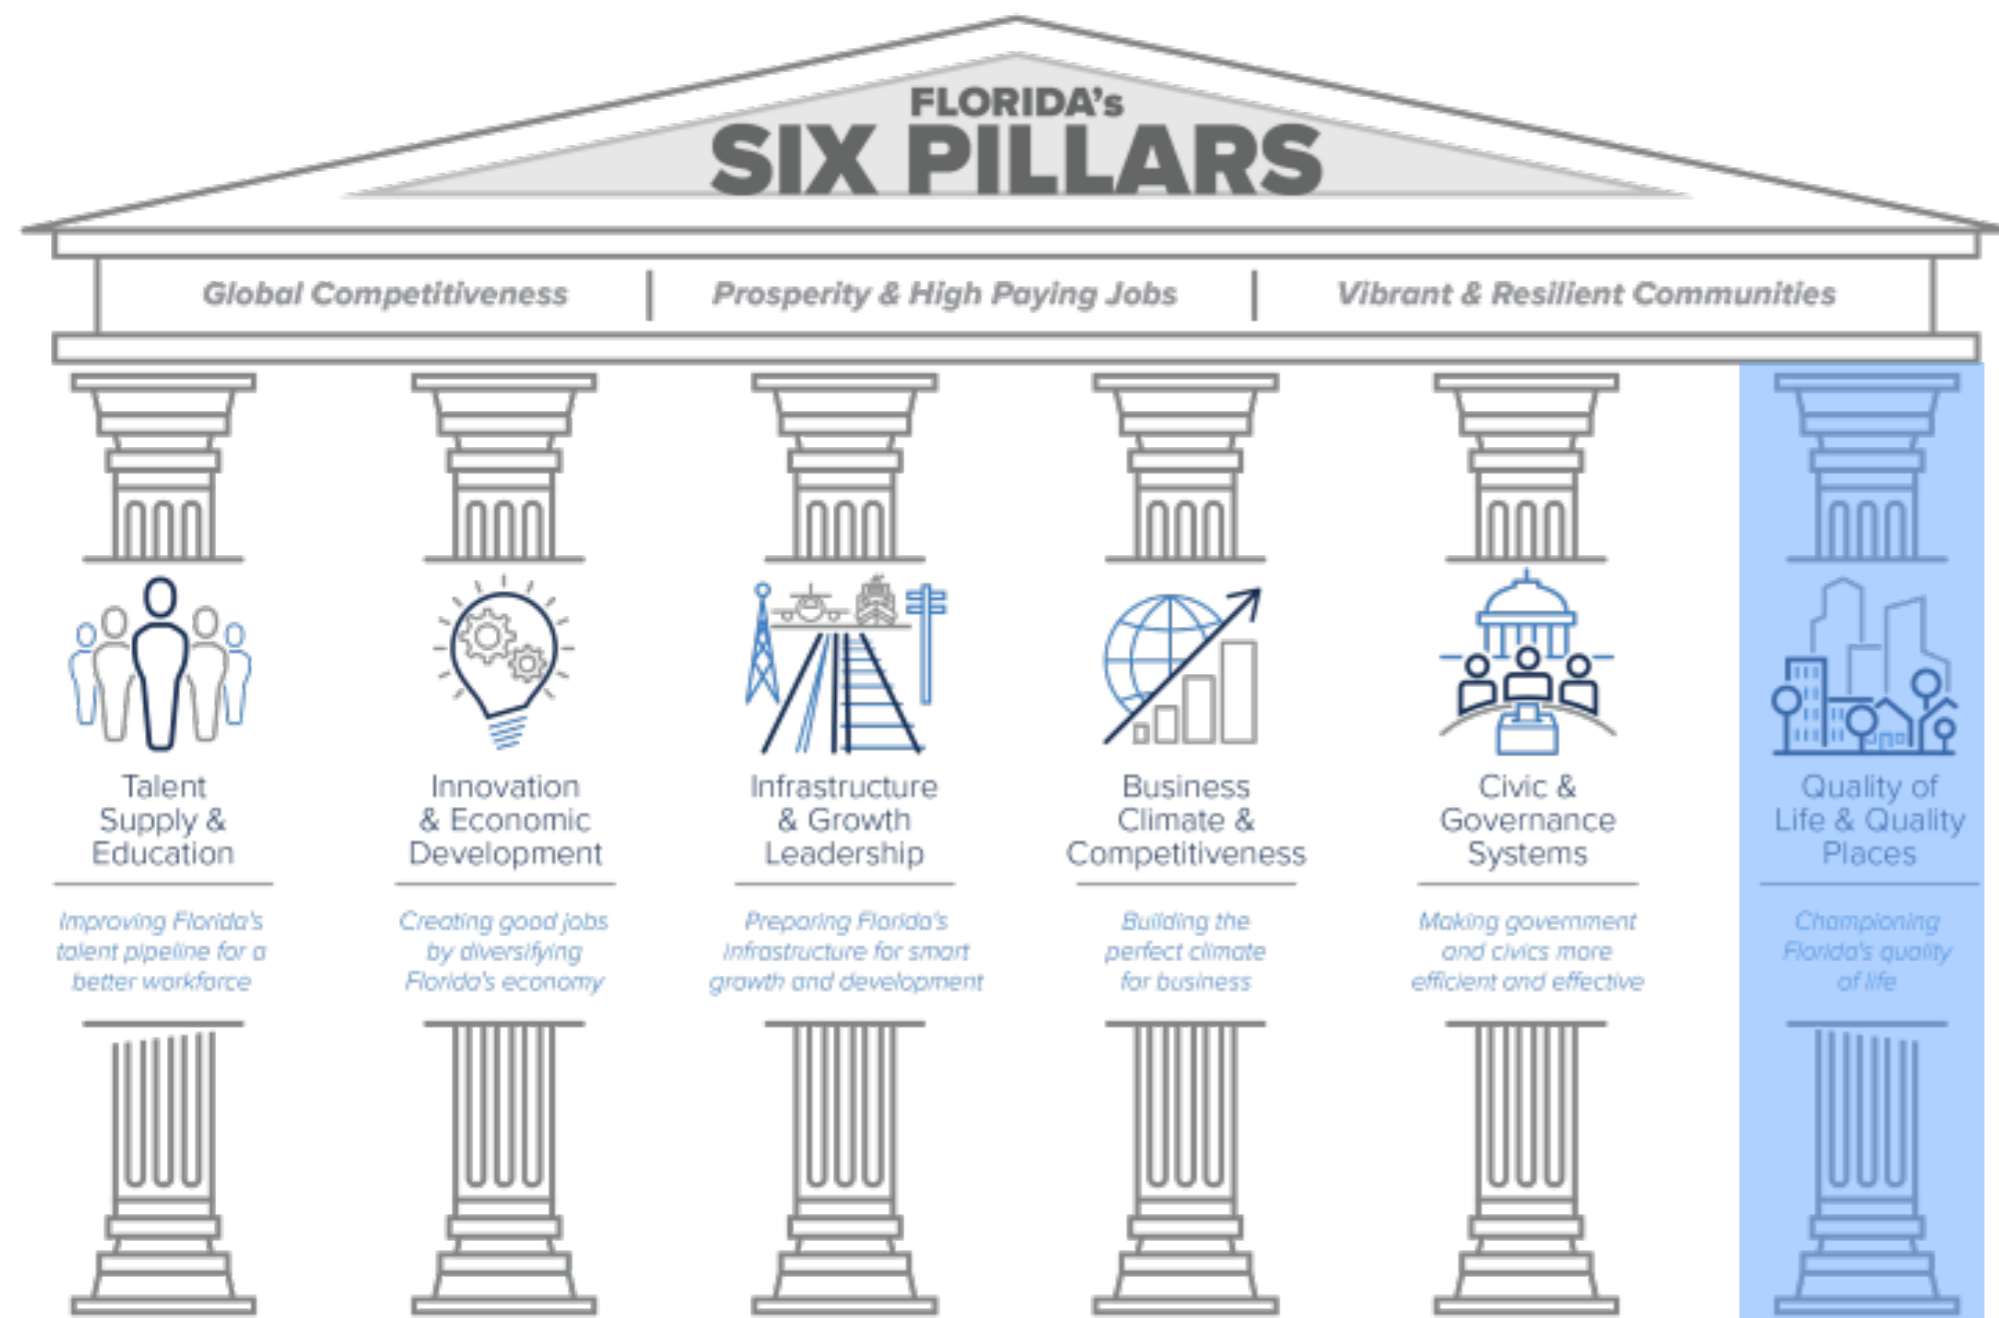 FLORIDA's
SIX PILLARS
Global Competitiveness | Prosperity & High Paying Jobs | Vibrant & Resilient Communities
Talent
Supply &
Education
Improving Florida's
talent pipeline for a
better workforce
Innovation
& Economic
Development
Creating good jobs
by diversifying
Florida's economy
Infrastructure
& Growth
Leadership
Preparing Florida's
infrastructure for smart
growth and development
Business
Climate &
Competitiveness
Building the
perfect climate
for business
Civic &
Governance
Systems
Making government
and civics more
efficient and effective
Quality of
Life & Quality
Places
Championing
Florida's quality
of life